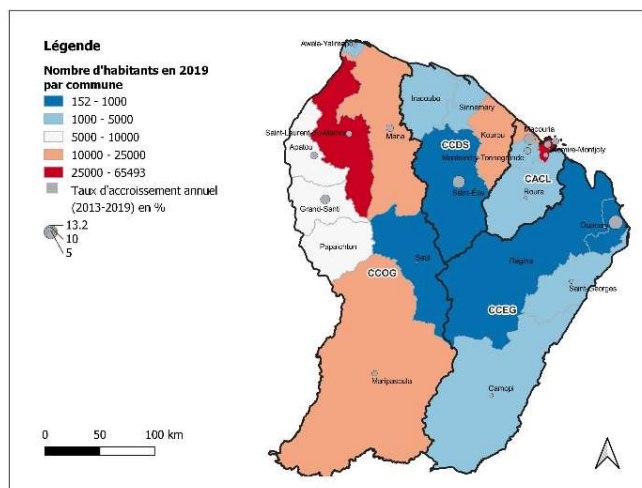 Légende
Nombre d'habitants en 2019
par commune
152 - 1000
1000 - 5000
5000 - 10000
10000 - 25000
25000 - 65493
Taux d'accroissement annuel
(2013-2019) en %
13.2
10
5
0 50 100 km
Awala-Yalimapo
Iracoubo
Sinnamary
Saint-Laurent-du-Maroni
Mana
Kourou
Macouria
Apatou
CCDS
Montsinéry-Tonnegrande
Rémire-Montjoly
CACL
Saint-Élie
Roura
Grand-Santi
Ouanary
Papaichton
Saül
Régina
CCOG
Saint-Georges
CCEG
Maripasoula
Camopi